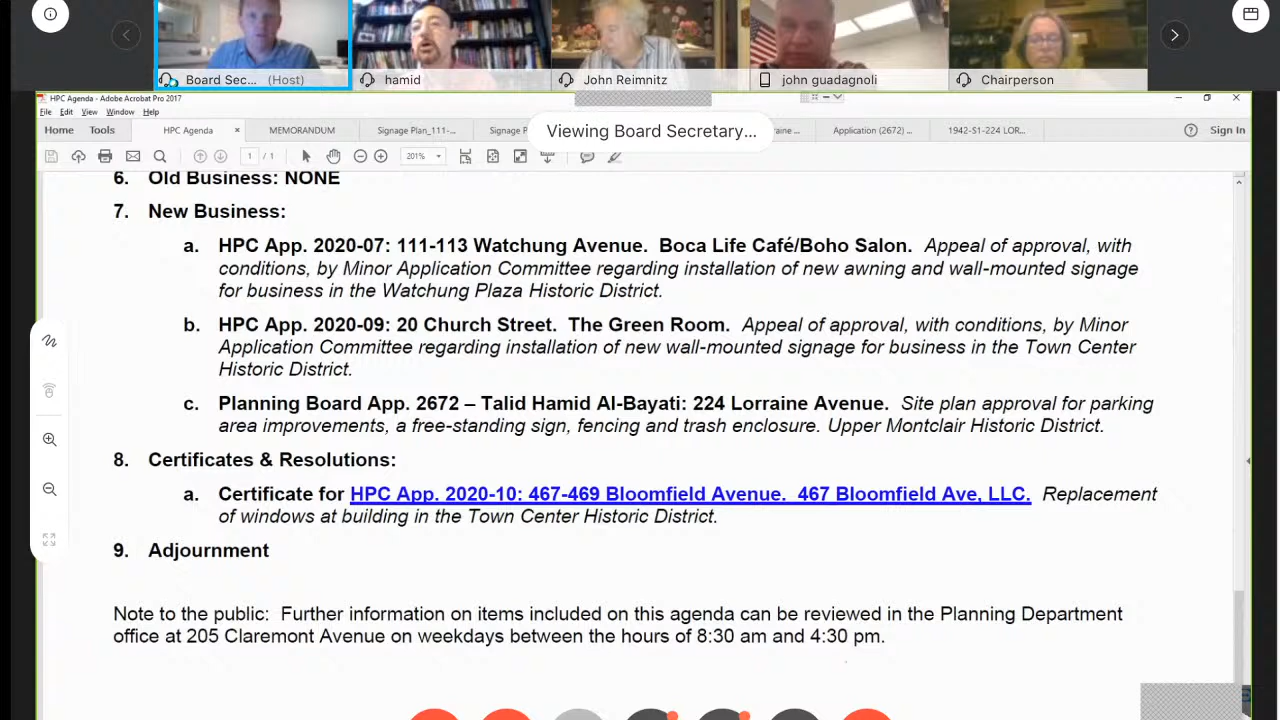 Board Sec... (Host)
hamid
John Reimnitz
john guadagnoli
Chairperson
HPC Agenda - Adobe Acrobat Pro 2017
File Edit View Window Help
Home Tools HPC Agenda × MEMORANDUM Signage Plan_111-... Signage P Viewing Board Secretary... raine ... Application (2672) ... 1942-S1-224 LOR... Sign In
1 / 1 201%
6. Old Business: NONE
7. New Business:
a. HPC App. 2020-07: 111-113 Watchung Avenue. Boca Life Café/Boho Salon. Appeal of approval, with
conditions, by Minor Application Committee regarding installation of new awning and wall-mounted signage
for business in the Watchung Plaza Historic District.
b. HPC App. 2020-09: 20 Church Street. The Green Room. Appeal of approval, with conditions, by Minor
Application Committee regarding installation of new wall-mounted signage for business in the Town Center
Historic District.
c. Planning Board App. 2672 – Talid Hamid Al-Bayati: 224 Lorraine Avenue. Site plan approval for parking
area improvements, a free-standing sign, fencing and trash enclosure. Upper Montclair Historic District.
8. Certificates & Resolutions:
a. Certificate for HPC App. 2020-10: 467-469 Bloomfield Avenue. 467 Bloomfield Ave, LLC. Replacement
of windows at building in the Town Center Historic District.
9. Adjournment
Note to the public: Further information on items included on this agenda can be reviewed in the Planning Department
office at 205 Claremont Avenue on weekdays between the hours of 8:30 am and 4:30 pm.